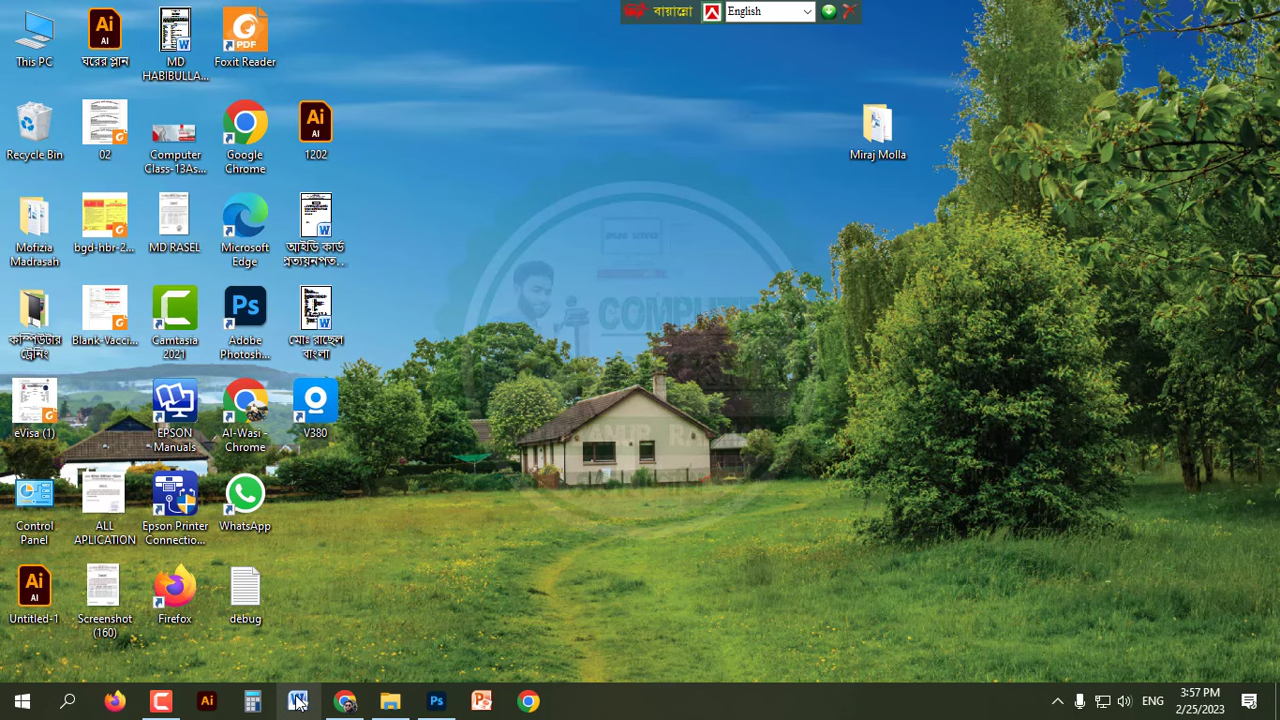 বায়ান্নো English
This PC
ঘরের প্লান
MD
HABIBULLA...
Foxit Reader
Recycle Bin
02
Computer
Class-13As...
Google
Chrome
1202
Miraj Molla
Mofizia
Madrasah
bgd-hbr-2...
MD RASEL
Microsoft
Edge
আইডি কার্ড
প্রত্যয়নপত...
কম্পিউটার
ট্রেনিং
Blank-Vacci...
Camtasia
2021
Adobe
Photosh...
মোঃ রাছেল
বাংলা
COMPUTE
eVisa (1)
EPSON
Manuals
Al-Wasi -
Chrome
V380
Control
Panel
ALL
APLICATION
Epson Printer
Connectio...
WhatsApp
Untitled-1
Screenshot
(160)
Firefox
debug
ENG
3:57 PM
2/25/2023